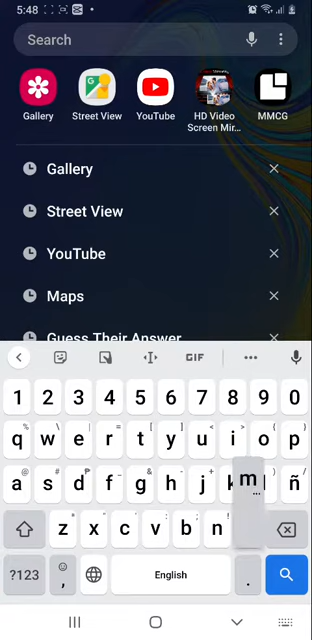 5:48
Search
Gallery Street View YouTube HD Video Screen Mir... MMCG
Gallery
Street View
YouTube
Maps
Guess Their Answer
GIF
1 2 3 4 5 6 7 8 9 0
q w e r t y u i o p
a s d f g h j k l ñ
z x c v b n m
?123 , English .